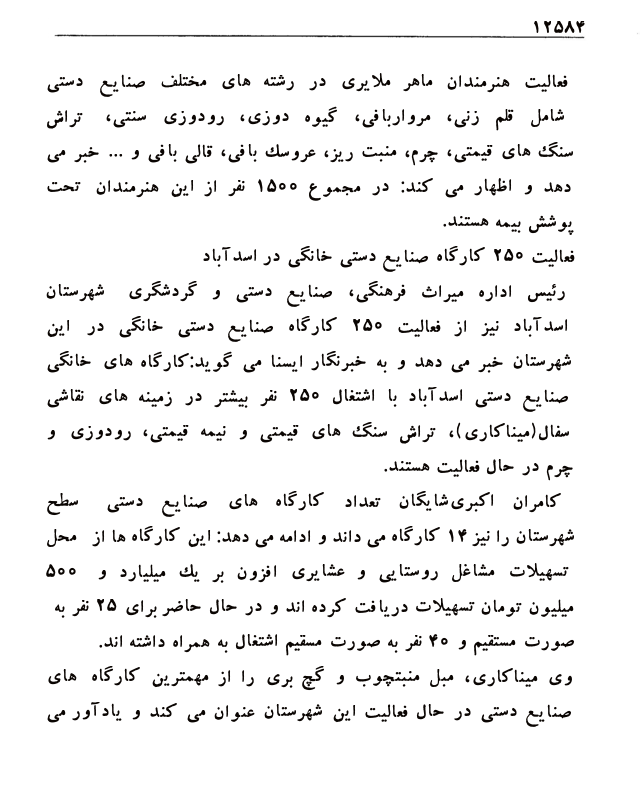 ۱۲۵۸۴
فعالیت هنرمندان ماهر ملایری در رشته های مختلف صنایع دستی
شامل قلم زنی، مرواربافی، گیوه دوزی، رودوزی سنتی، تراش
سنگ های قیمتی، چرم، منبت ریز، عروسک بافی، قالی بافی و ... خبر می
دهد و اظهار می کند: در مجموع ۱۵۰۰ نفر از این هنرمندان تحت
پوشش بیمه هستند.
فعالیت ۲۵۰ کارگاه صنایع دستی خانگی در اسدآباد
رئیس اداره میراث فرهنگی، صنایع دستی و گردشگری شهرستان
اسدآباد نیز از فعالیت ۲۵۰ کارگاه صنایع دستی خانگی در این
شهرستان خبر می دهد و به خبرنگار ایسنا می گوید:کارگاه های خانگی
صنایع دستی اسدآباد با اشتغال ۲۵۰ نفر بیشتر در زمینه های نقاشی
سفال(میناکاری)، تراش سنگ های قیمتی و نیمه قیمتی، رودوزی و
چرم در حال فعالیت هستند.
کامران اکبری‌شایگان تعداد کارگاه های صنایع دستی سطح
شهرستان را نیز ۱۴ کارگاه می داند و ادامه می دهد: این کارگاه ها از محل
تسهیلات مشاغل روستایی و عشایری افزون بر یک میلیارد و ۵۰۰
میلیون تومان تسهیلات دریافت کرده اند و در حال حاضر برای ۲۵ نفر به
صورت مستقیم و ۴۰ نفر به صورت مسقیم اشتغال به همراه داشته اند.
وی میناکاری، مبل منبتچوب و گچ بری را از مهمترین کارگاه های
صنایع دستی در حال فعالیت این شهرستان عنوان می کند و یادآور می